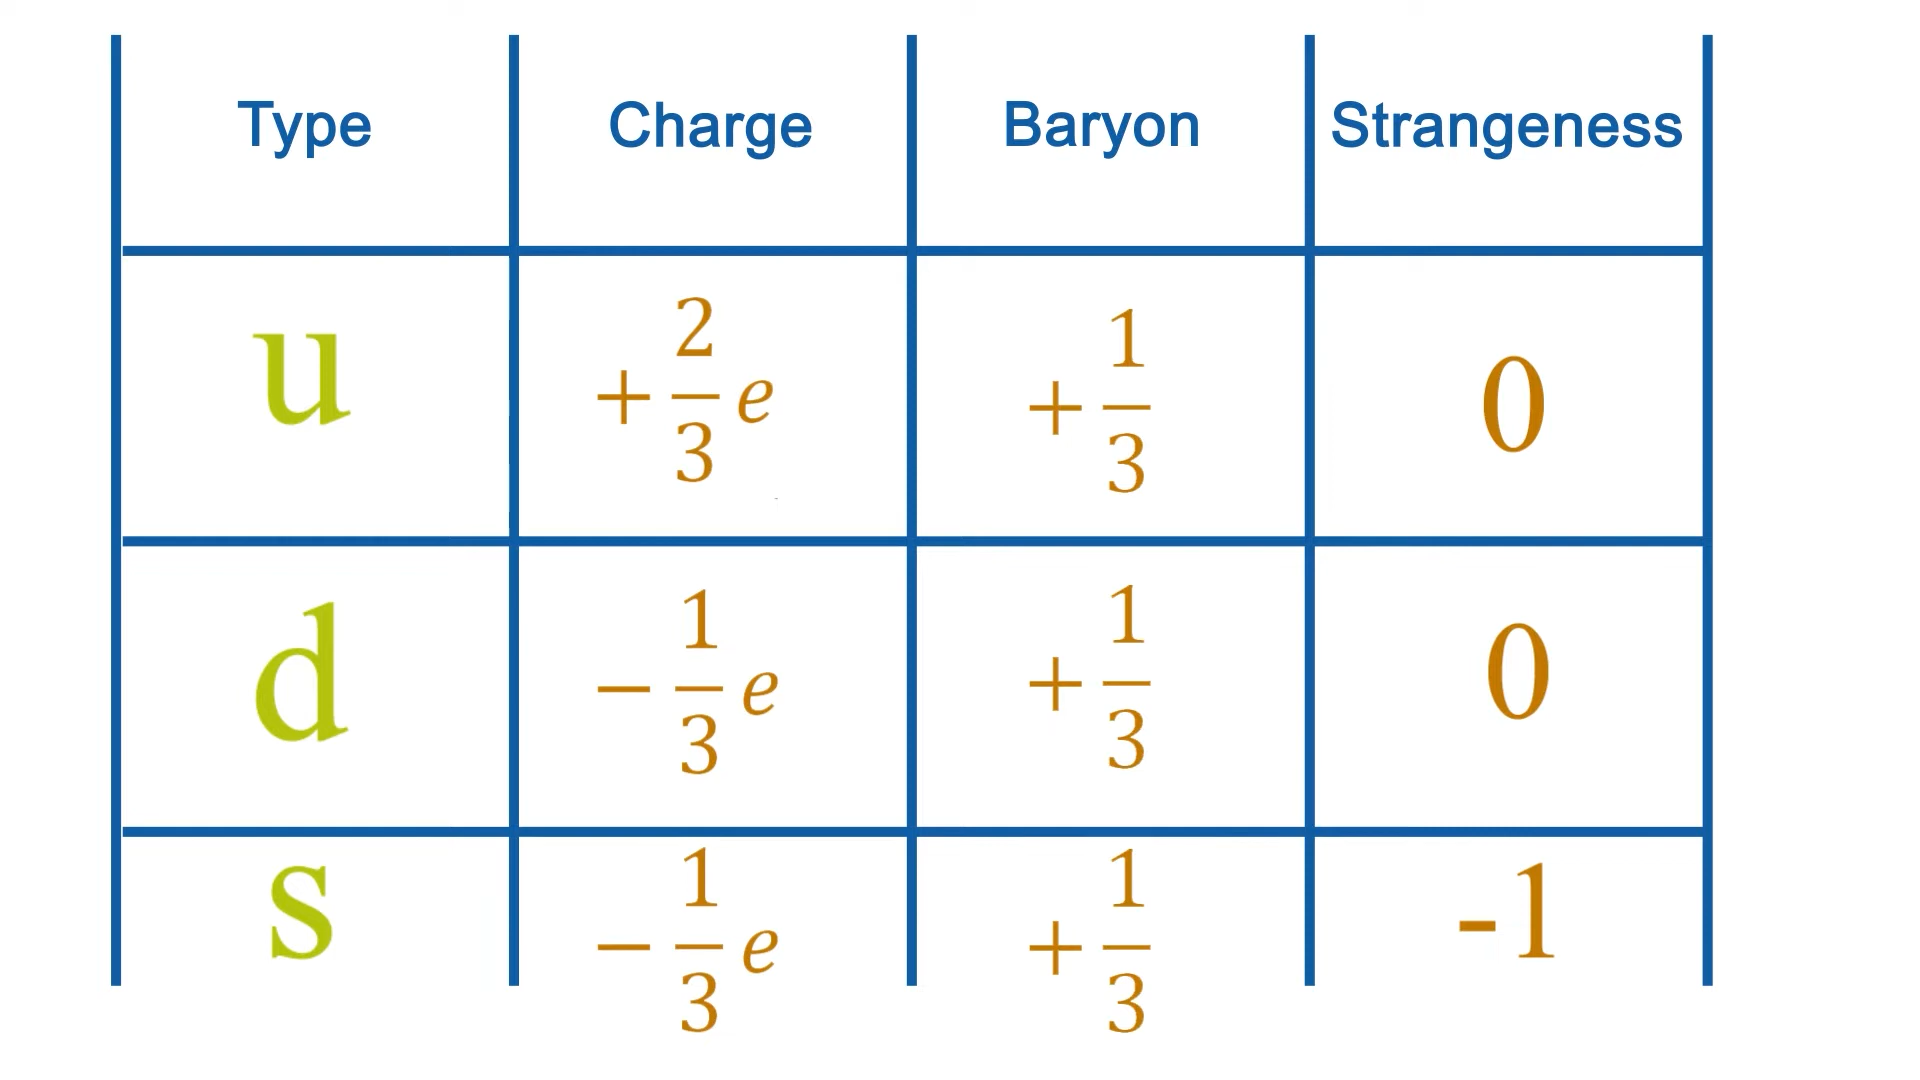 Type Charge Baryon Strangeness
u +2/3 e +1/3 0
d −1/3 e +1/3 0
s −1/3 e +1/3 -1